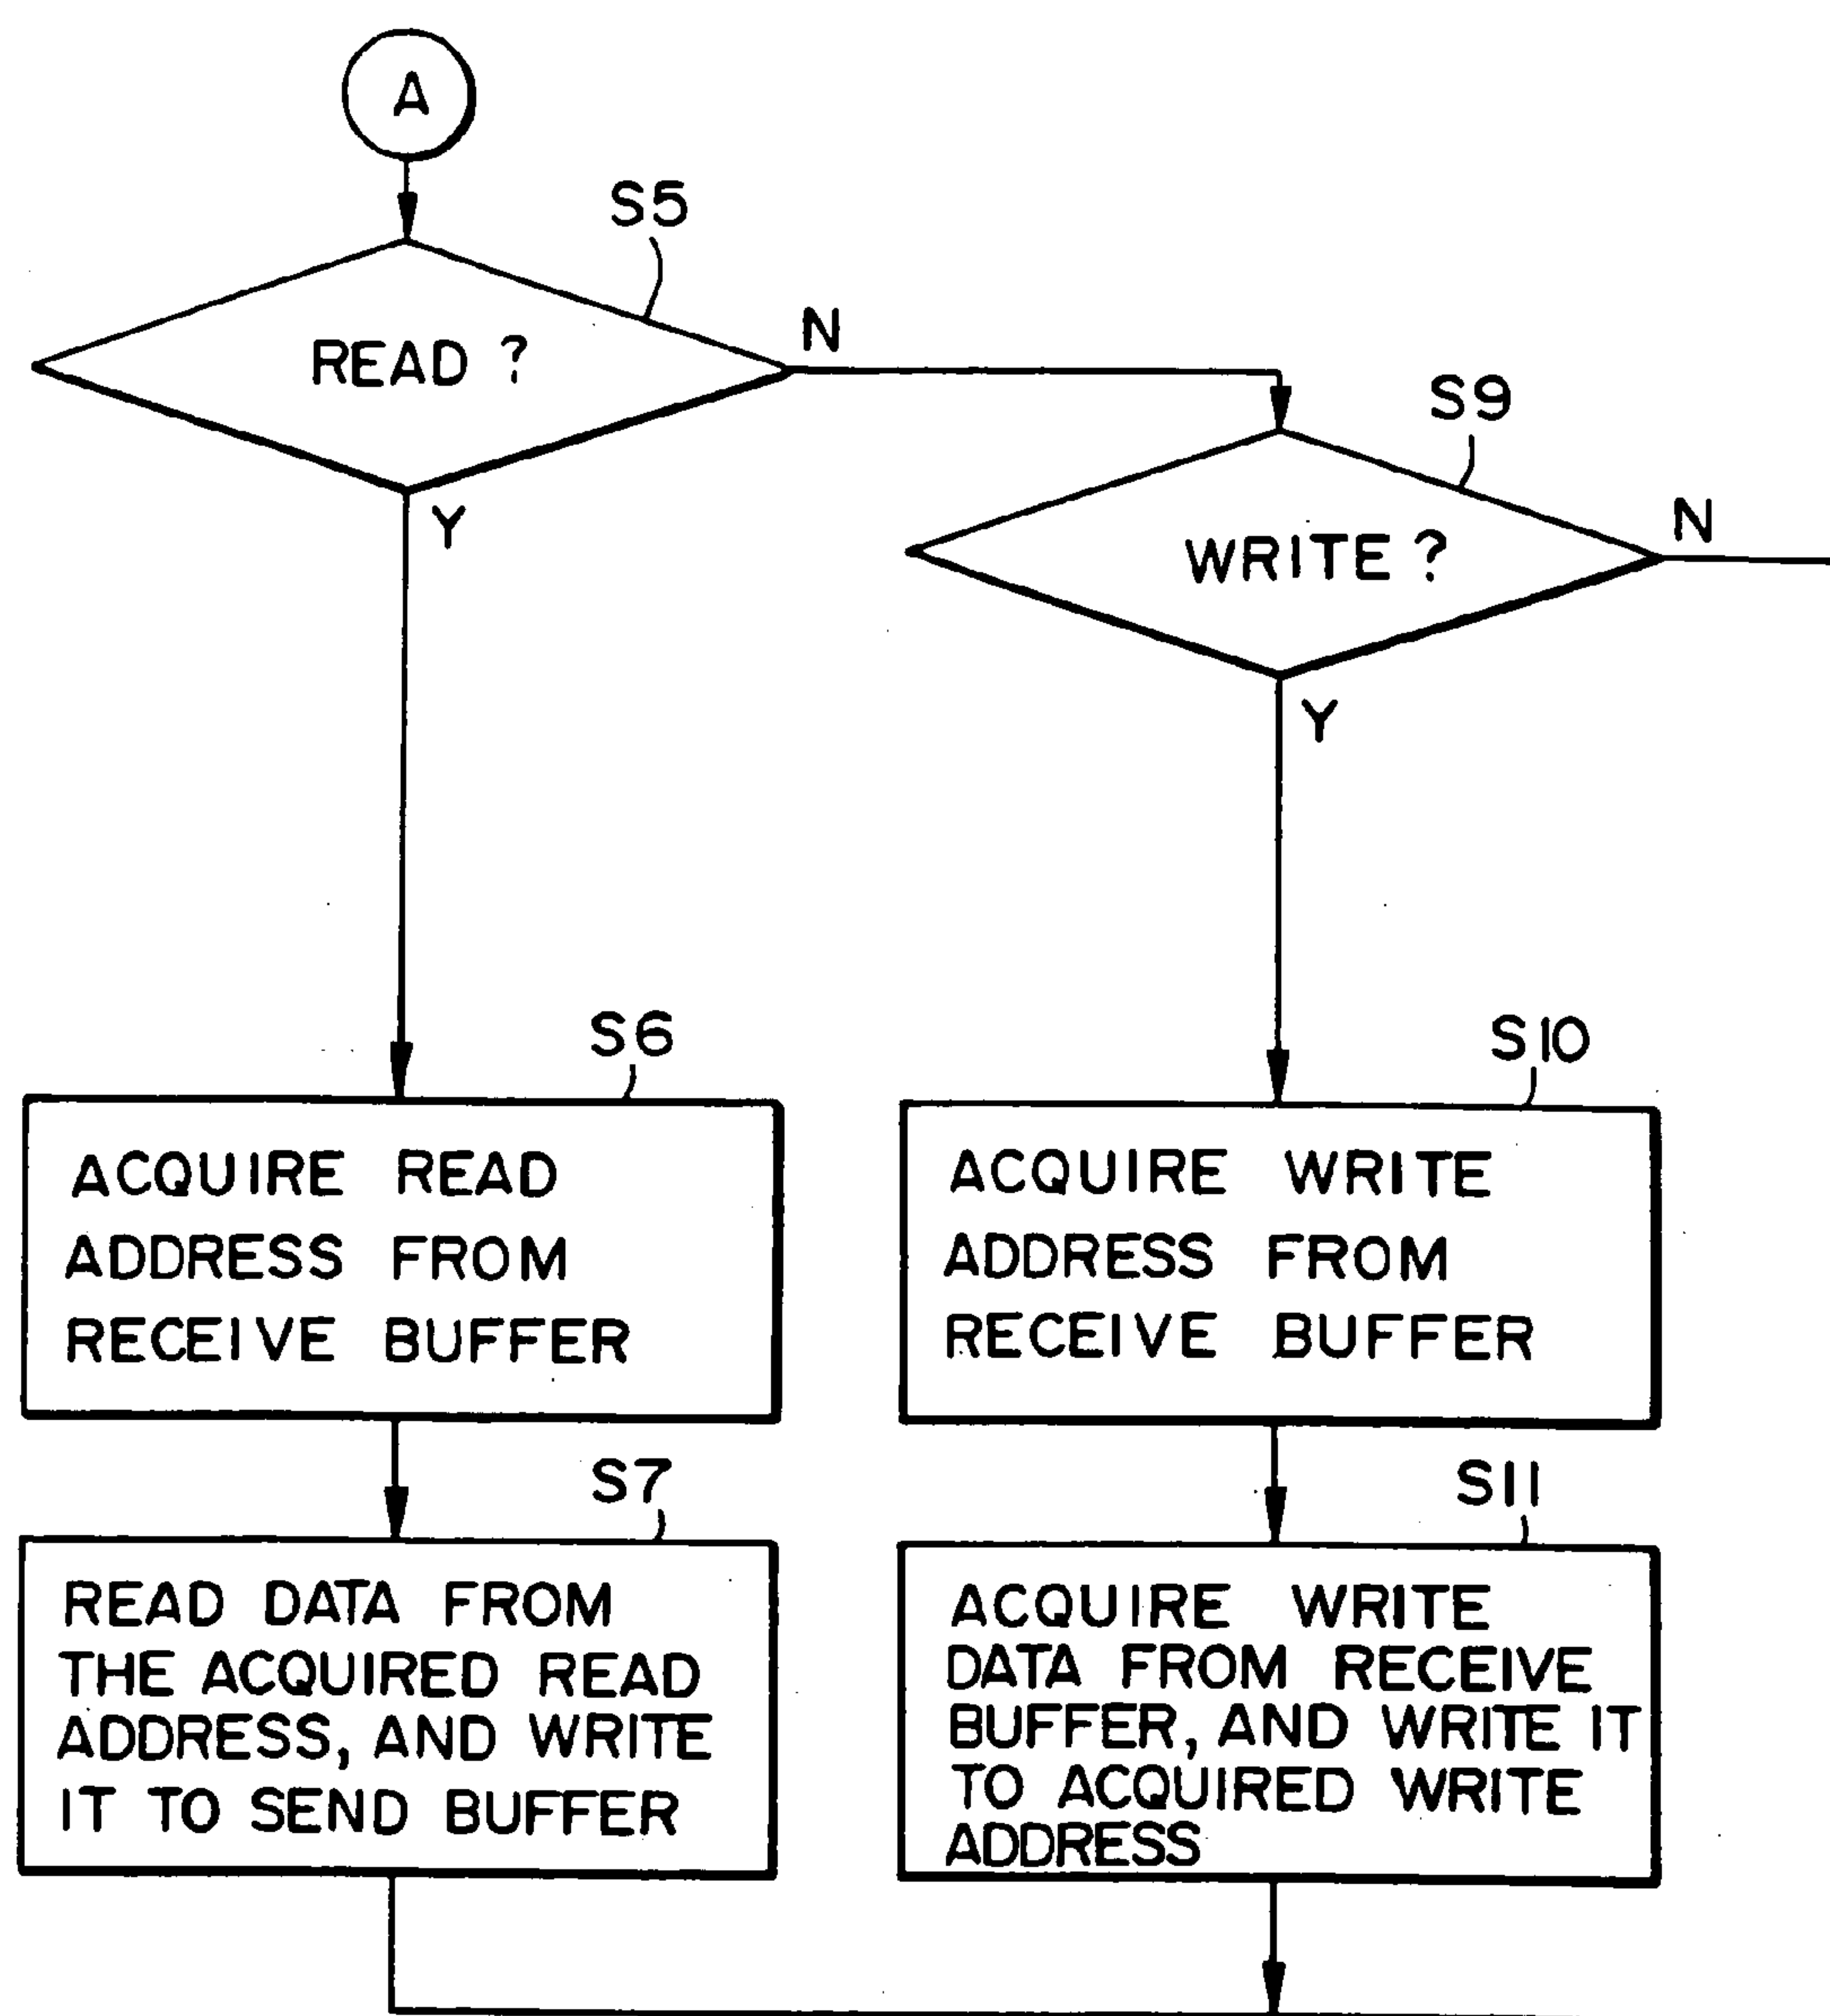 A
S5
READ ?
N
Y
S9
WRITE ?
N
Y
S6
ACQUIRE READ
ADDRESS FROM
RECEIVE BUFFER
S10
ACQUIRE WRITE
ADDRESS FROM
RECEIVE BUFFER
S7
READ DATA FROM
THE ACQUIRED READ
ADDRESS, AND WRITE
IT TO SEND BUFFER
S11
ACQUIRE WRITE
DATA FROM RECEIVE
BUFFER, AND WRITE IT
TO ACQUIRED WRITE
ADDRESS